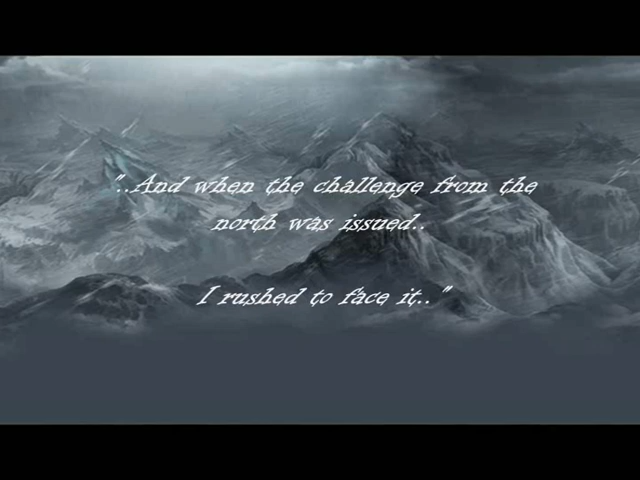 "..And when the challenge from the
north was issued..
I rushed to face it.."